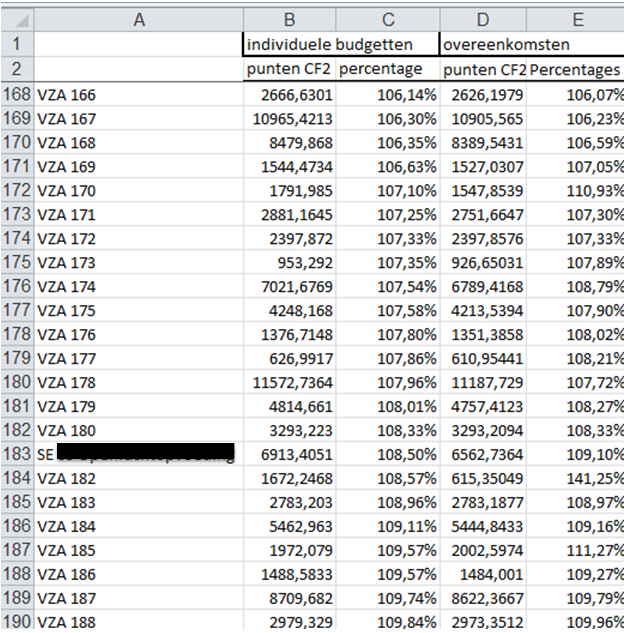 A B C D E
1 individuele budgetten overeenkomsten
2 punten CF2 percentage punten CF2 Percentages
168 VZA 166 2666,6301 106,14% 2626,1979 106,07%
169 VZA 167 10965,4213 106,30% 10905,565 106,23%
170 VZA 168 8479,868 106,35% 8389,5431 106,59%
171 VZA 169 1544,4734 106,63% 1527,0307 107,05%
172 VZA 170 1791,985 107,10% 1547,8539 110,93%
173 VZA 171 2881,1645 107,25% 2751,6647 107,30%
174 VZA 172 2397,872 107,33% 2397,8576 107,33%
175 VZA 173 953,292 107,35% 926,65031 107,89%
176 VZA 174 7021,6769 107,54% 6789,4168 108,79%
177 VZA 175 4248,168 107,58% 4213,5394 107,90%
178 VZA 176 1376,7148 107,80% 1351,3858 108,02%
179 VZA 177 626,9917 107,86% 610,95441 108,21%
180 VZA 178 11572,7364 107,96% 11187,729 107,72%
181 VZA 179 4814,661 108,01% 4757,4123 108,27%
182 VZA 180 3293,223 108,33% 3293,2094 108,33%
183 SE 6913,4051 108,50% 6562,7364 109,10%
184 VZA 182 1672,2468 108,57% 615,35049 141,25%
185 VZA 183 2783,203 108,96% 2783,1877 108,97%
186 VZA 184 5462,963 109,11% 5444,8433 109,16%
187 VZA 185 1972,079 109,57% 2002,5974 111,27%
188 VZA 186 1488,5833 109,57% 1484,001 109,27%
189 VZA 187 8709,682 109,74% 8622,3667 109,79%
190 VZA 188 2979,329 109,84% 2973,3512 109,96%